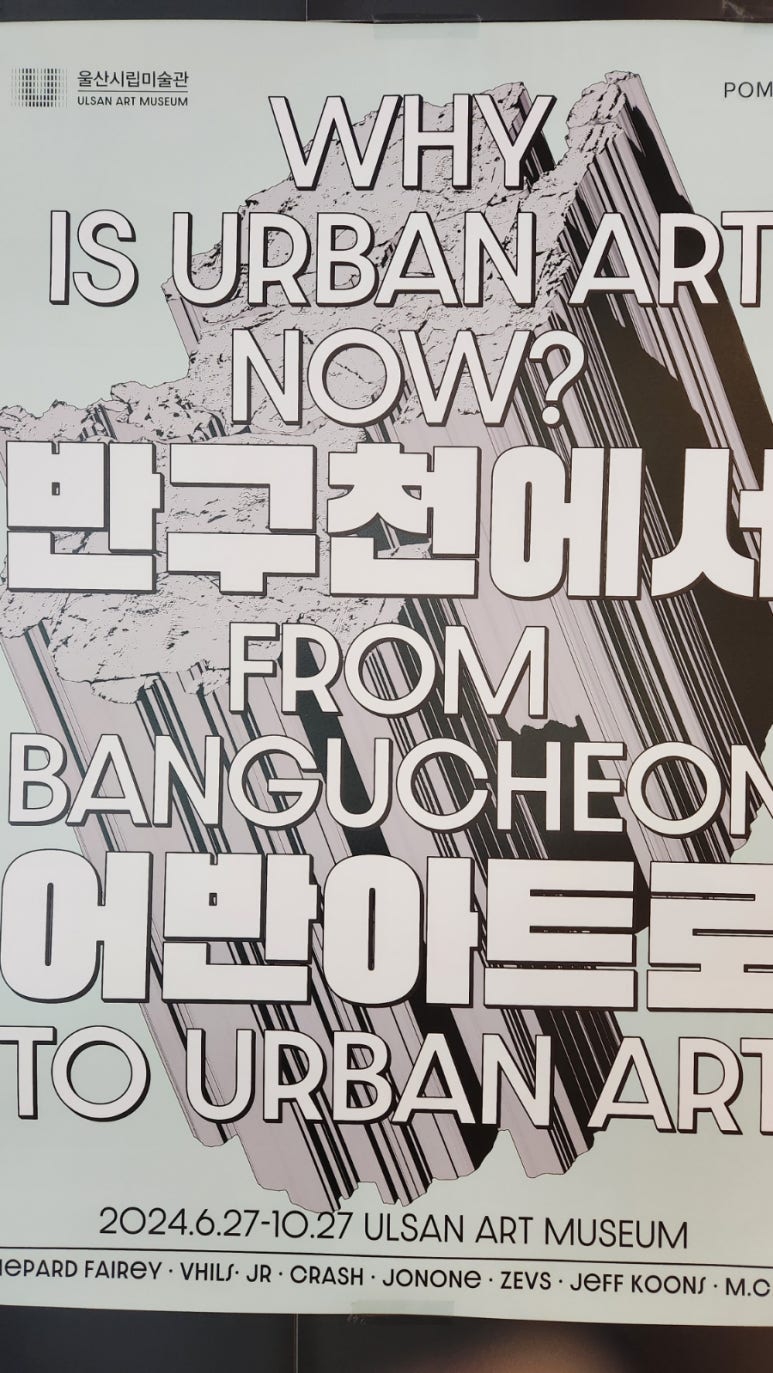 울산시립미술관
ULSAN ART MUSEUM
POM
WHY
IS URBAN ART
NOW?
반구천에서
FROM
BANGUCHEON
어반아트로
TO URBAN ART
2024.6.27-10.27 ULSAN ART MUSEUM
HEPARD FAIREY · VHILS · JR · CRASH · JONONE · ZEVS · JEFF KOONS · M.C